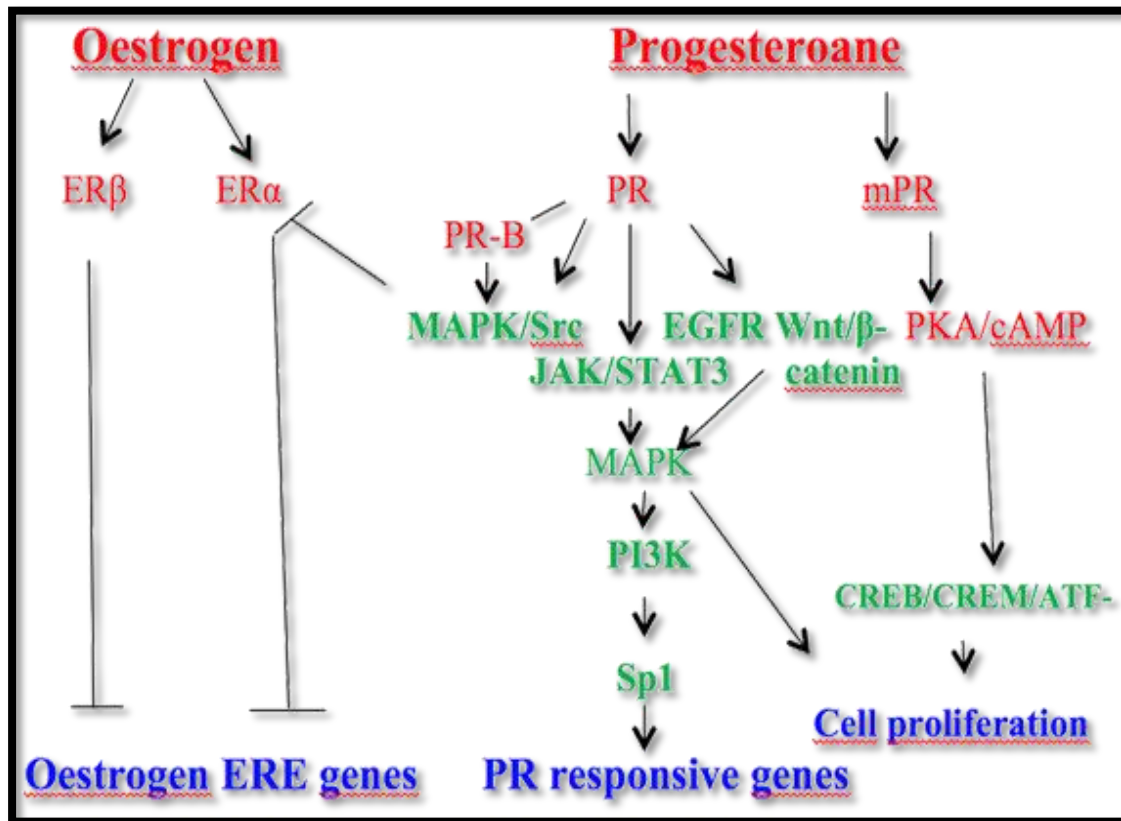 Oestrogen
Progesteroane
ERβ
ERα
PR
mPR
PR-B
MAPK/Src
EGFR Wnt/β-
catenin
PKA/cAMP
JAK/STAT3
MAPK
PI3K
CREB/CREM/ATF-
Sp1
Cell proliferation
Oestrogen ERE genes
PR responsive genes